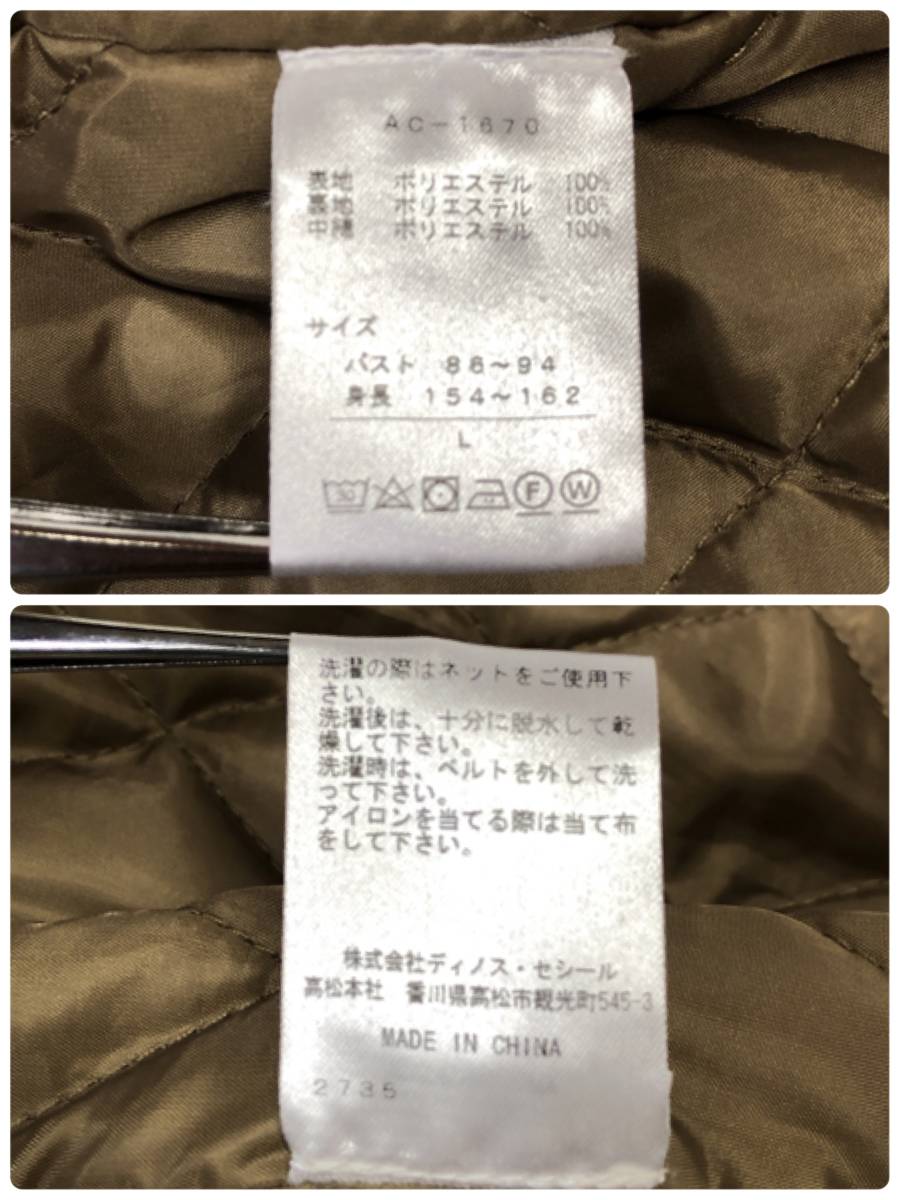 AC-1670
表地 ポリエステル 100%
裏地 ポリエステル 100%
中綿 ポリエステル 100%
サイズ
バスト 86～94
身長 154～162
L
30
F W
洗濯の際はネットをご使用下
さい。
洗濯後は、十分に脱水して乾
燥して下さい。
洗濯時は、ベルトを外して洗
って下さい。
アイロンを当てる際は当て布
をして下さい。
株式会社ディノス・セシール
高松本社 香川県高松市観光町545-3
MADE IN CHINA
2735